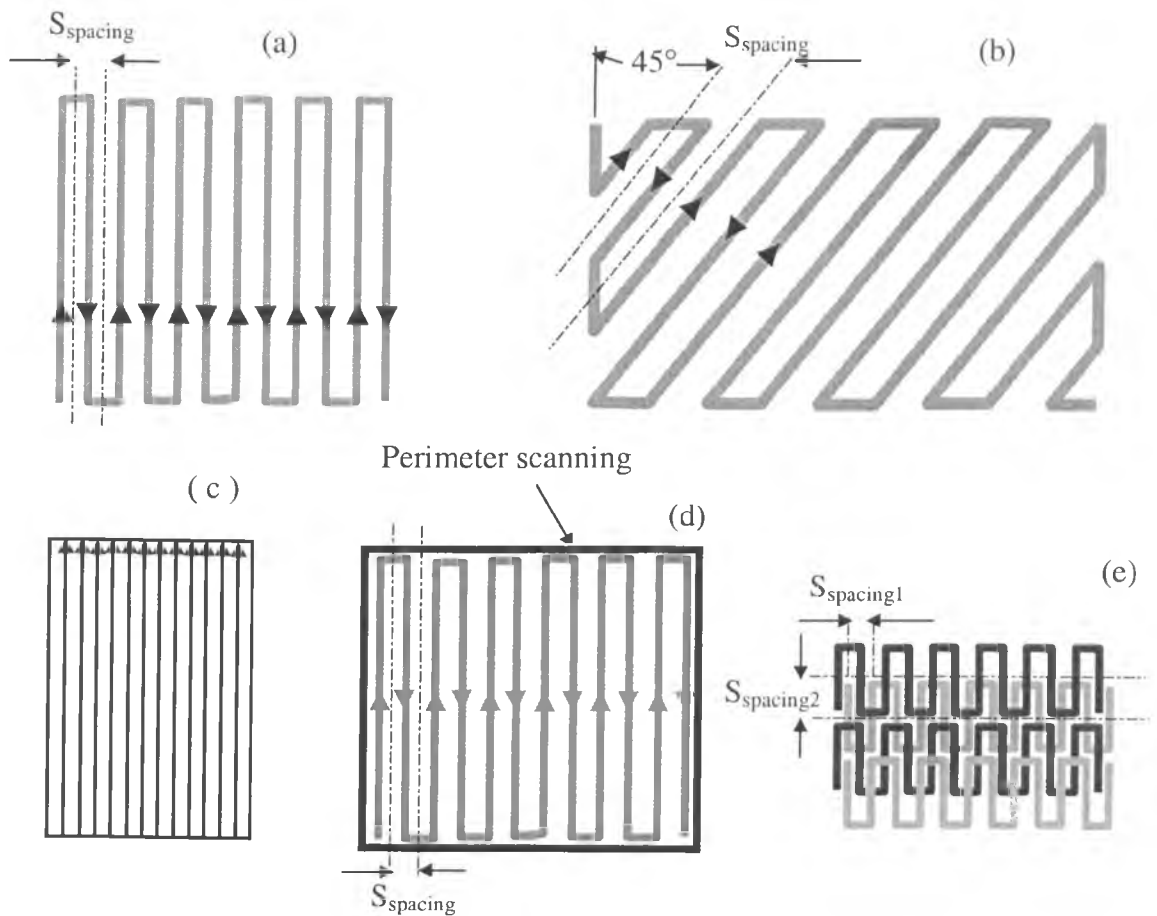 S_spacing
(a)
S_spacing
45°
(b)
Perimeter scanning
( c )
(d)
(e)
S_spacing1
S_spacing2
S_spacing